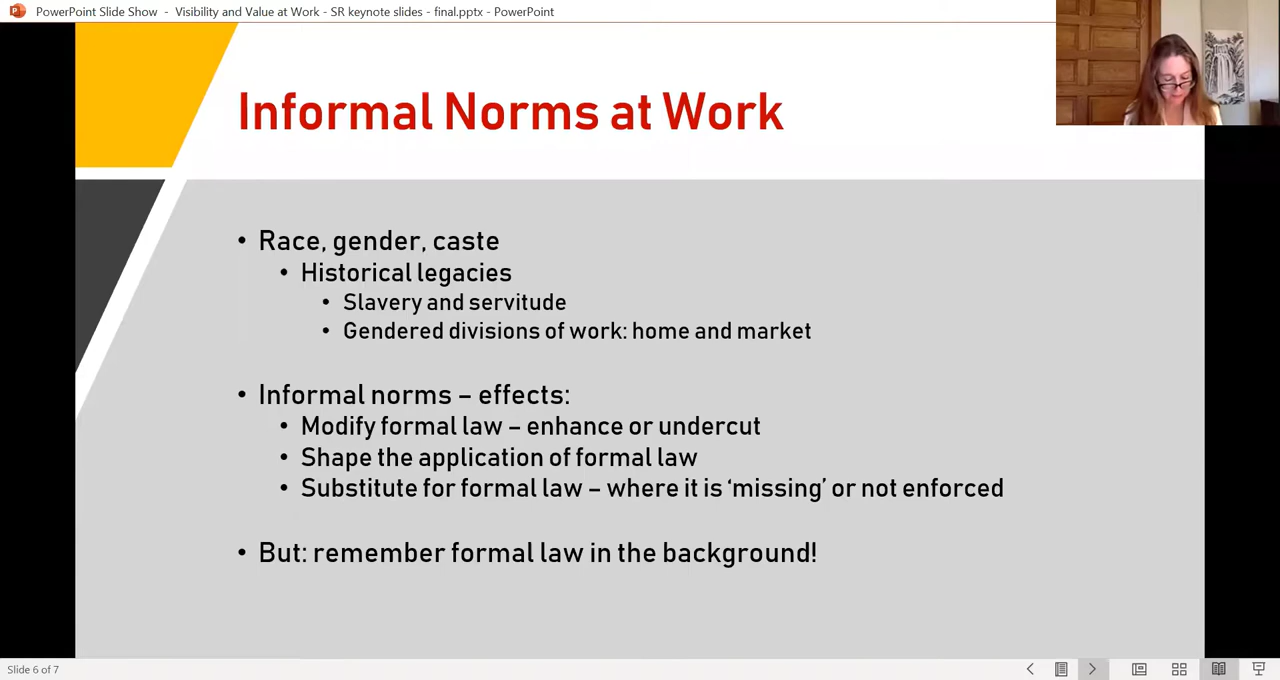 PowerPoint Slide Show - Visibility and Value at Work - SR keynote slides - final.pptx - PowerPoint
Informal Norms at Work
• Race, gender, caste
• Historical legacies
• Slavery and servitude
• Gendered divisions of work: home and market
• Informal norms – effects:
• Modify formal law – enhance or undercut
• Shape the application of formal law
• Substitute for formal law – where it is ‘missing’ or not enforced
• But: remember formal law in the background!
Slide 6 of 7